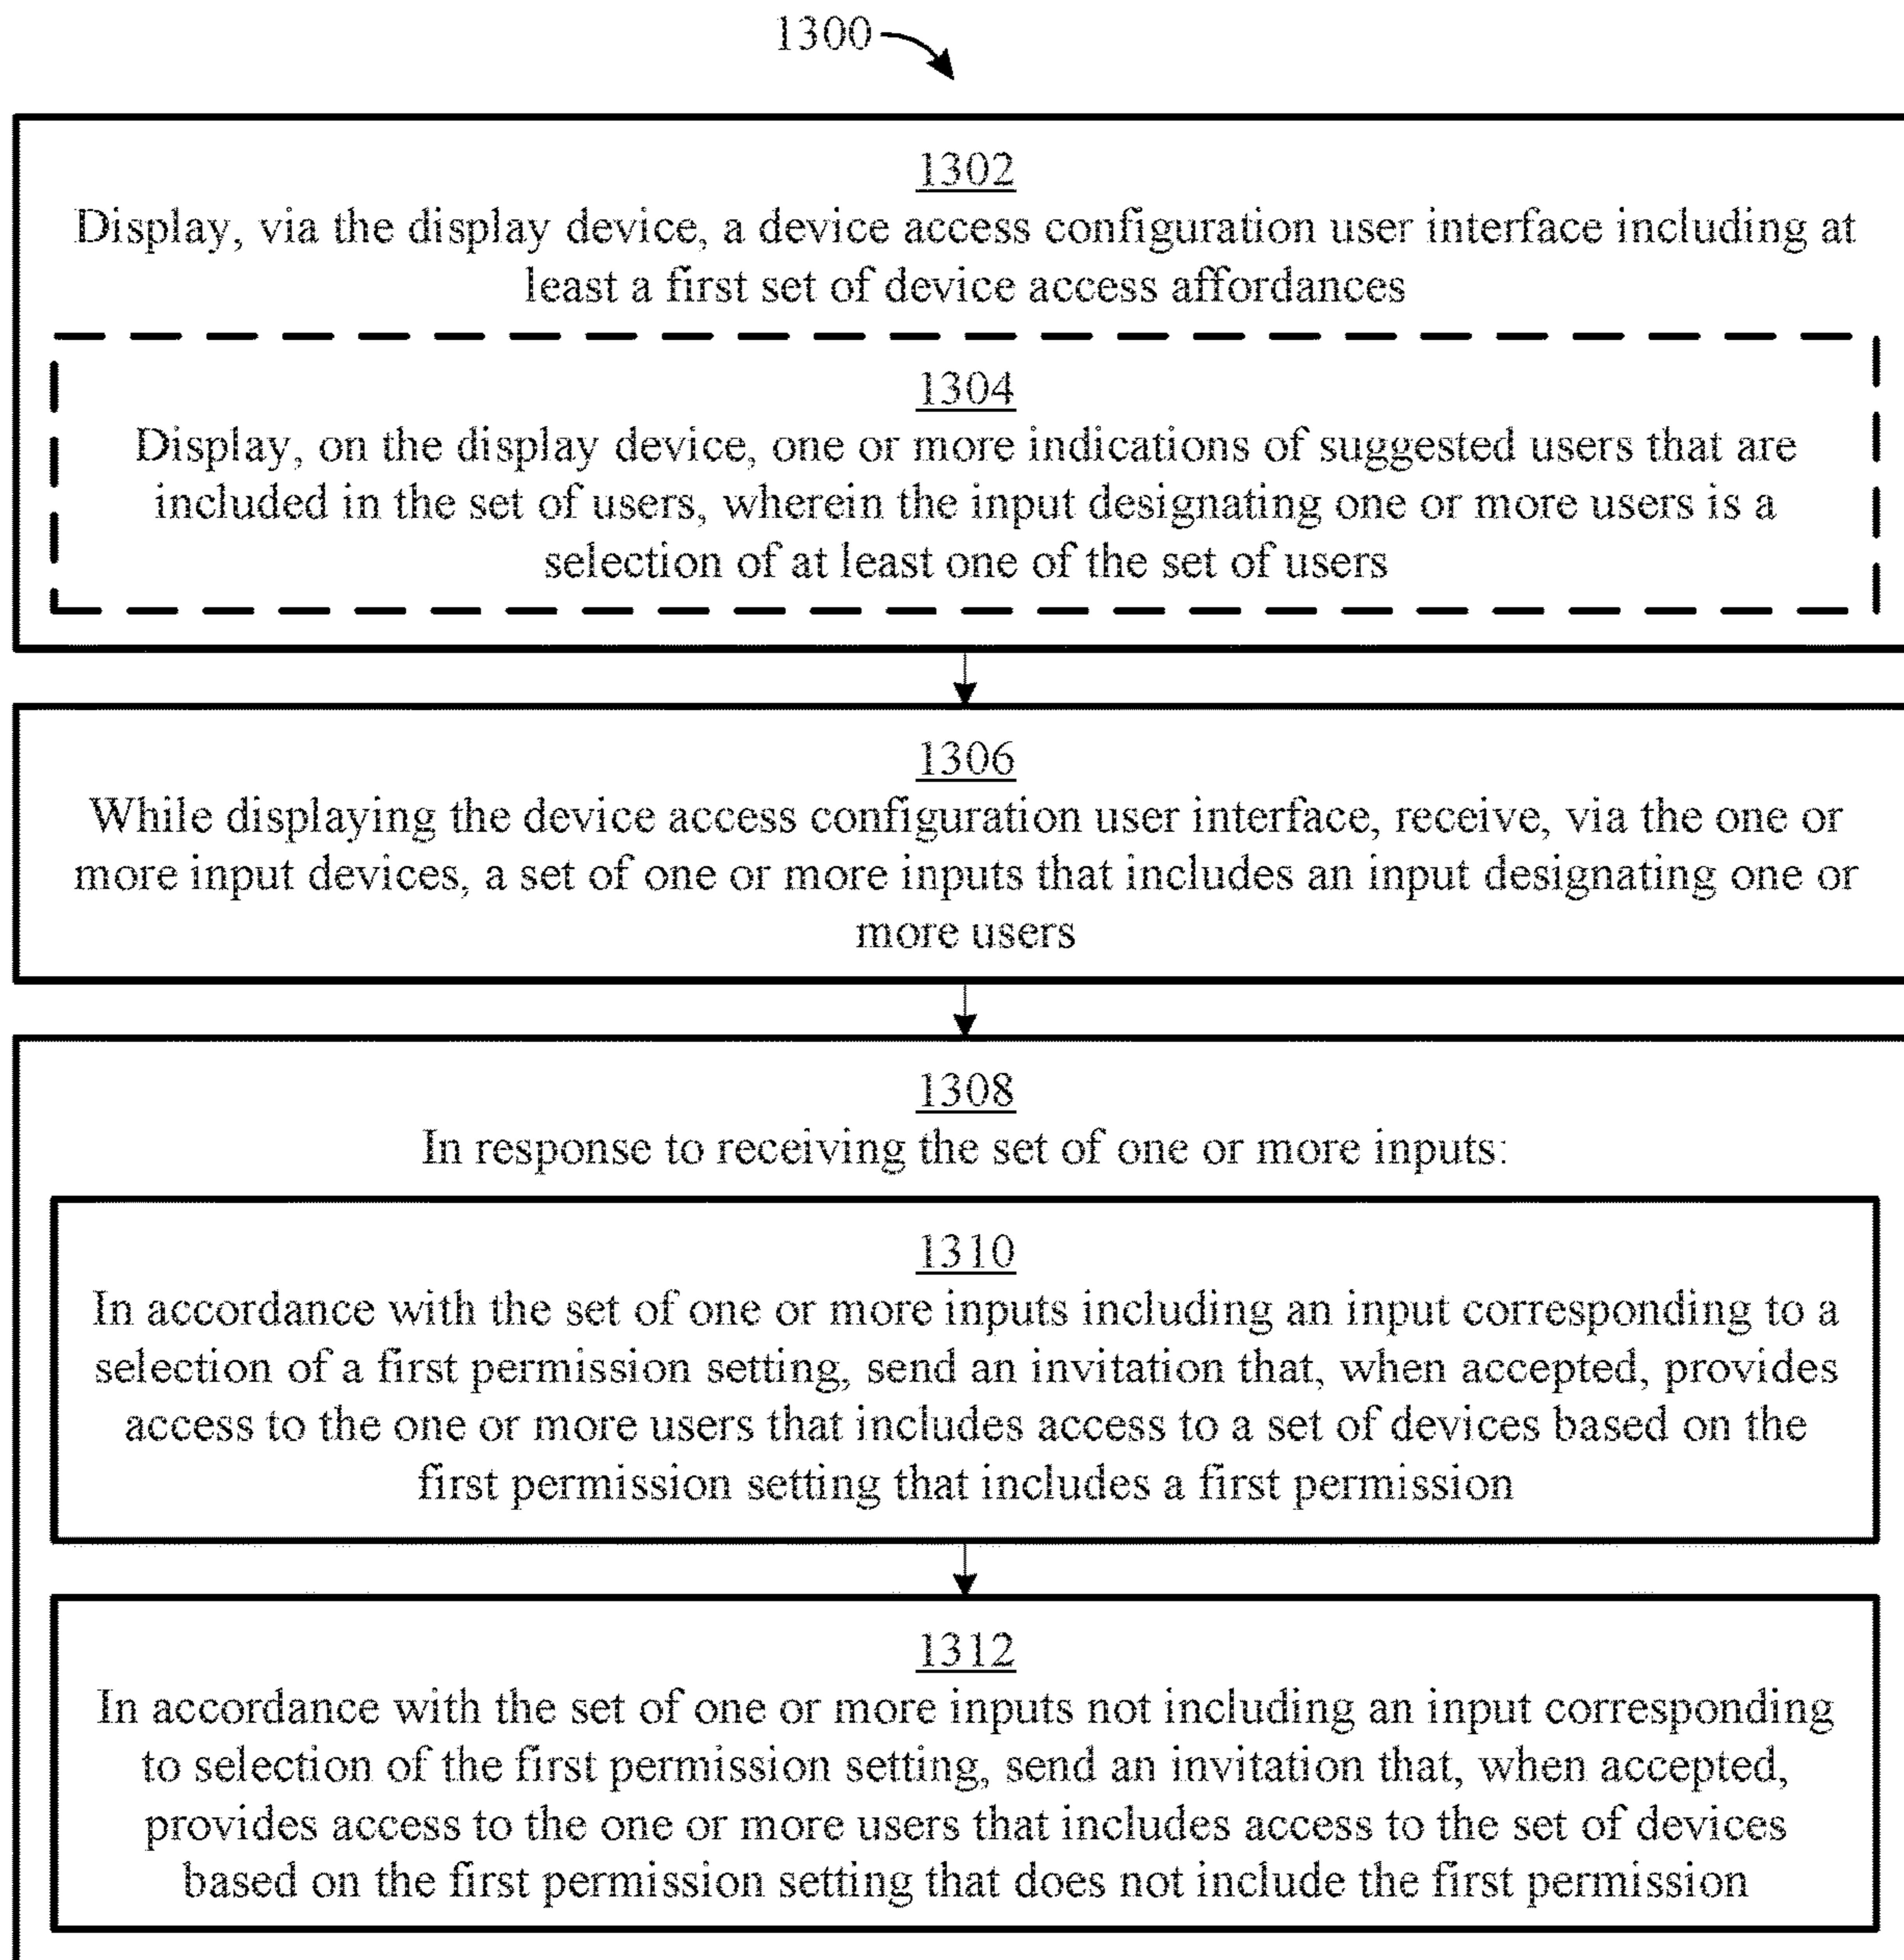 1300
1302
Display, via the display device, a device access configuration user interface including at
least a first set of device access affordances
1304
Display, on the display device, one or more indications of suggested users that are
included in the set of users, wherein the input designating one or more users is a
selection of at least one of the set of users
1306
While displaying the device access configuration user interface, receive, via the one or
more input devices, a set of one or more inputs that includes an input designating one or
more users
1308
In response to receiving the set of one or more inputs:
1310
In accordance with the set of one or more inputs including an input corresponding to a
selection of a first permission setting, send an invitation that, when accepted, provides
access to the one or more users that includes access to a set of devices based on the
first permission setting that includes a first permission
1312
In accordance with the set of one or more inputs not including an input corresponding
to selection of the first permission setting, send an invitation that, when accepted,
provides access to the one or more users that includes access to the set of devices
based on the first permission setting that does not include the first permission